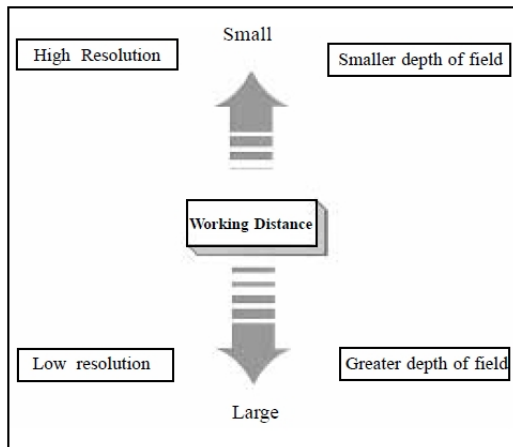 Small
High Resolution
Smaller depth of field
Working Distance
Low resolution
Greater depth of field
Large